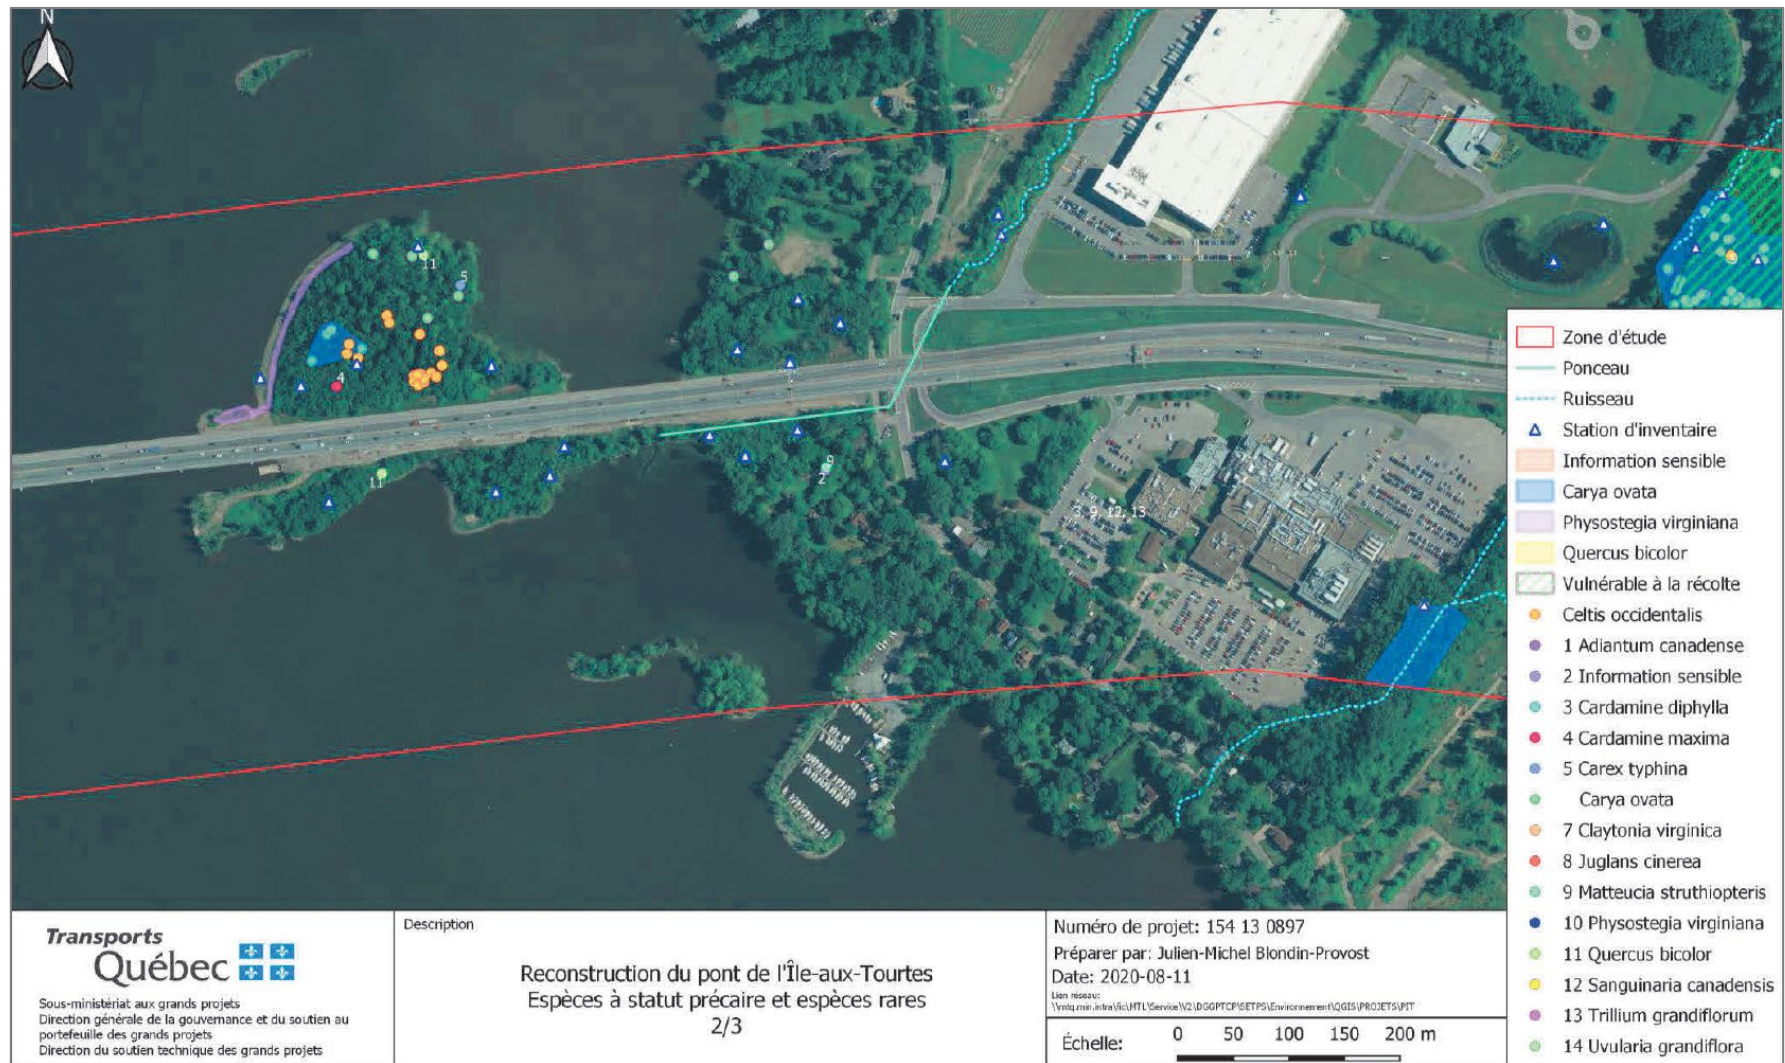 N
11
5
4
11
9
2
3, 9, 12, 13
Zone d'étude
Ponceau
Ruisseau
Station d'inventaire
Information sensible
Carya ovata
Physostegia virginiana
Quercus bicolor
Vulnérable à la récolte
Celtis occidentalis
1 Adiantum canadense
2 Information sensible
3 Cardamine diphylla
4 Cardamine maxima
5 Carex typhina
Carya ovata
7 Claytonia virginica
8 Juglans cinerea
9 Matteucia struthiopteris
10 Physostegia virginiana
11 Quercus bicolor
12 Sanguinaria canadensis
13 Trillium grandiflorum
14 Uvularia grandiflora
Transports
Québec
Sous-ministériat aux grands projets
Direction générale de la gouvernance et du soutien au
portefeuille des grands projets
Direction du soutien technique des grands projets
Description
Reconstruction du pont de l'Île-aux-Tourtes
Espèces à statut précaire et espèces rares
2/3
Numéro de projet: 154 13 0897
Préparer par: Julien-Michel Blondin-Provost
Date: 2020-08-11
Lien réseau:
Échelle:
0 50 100 150 200 m